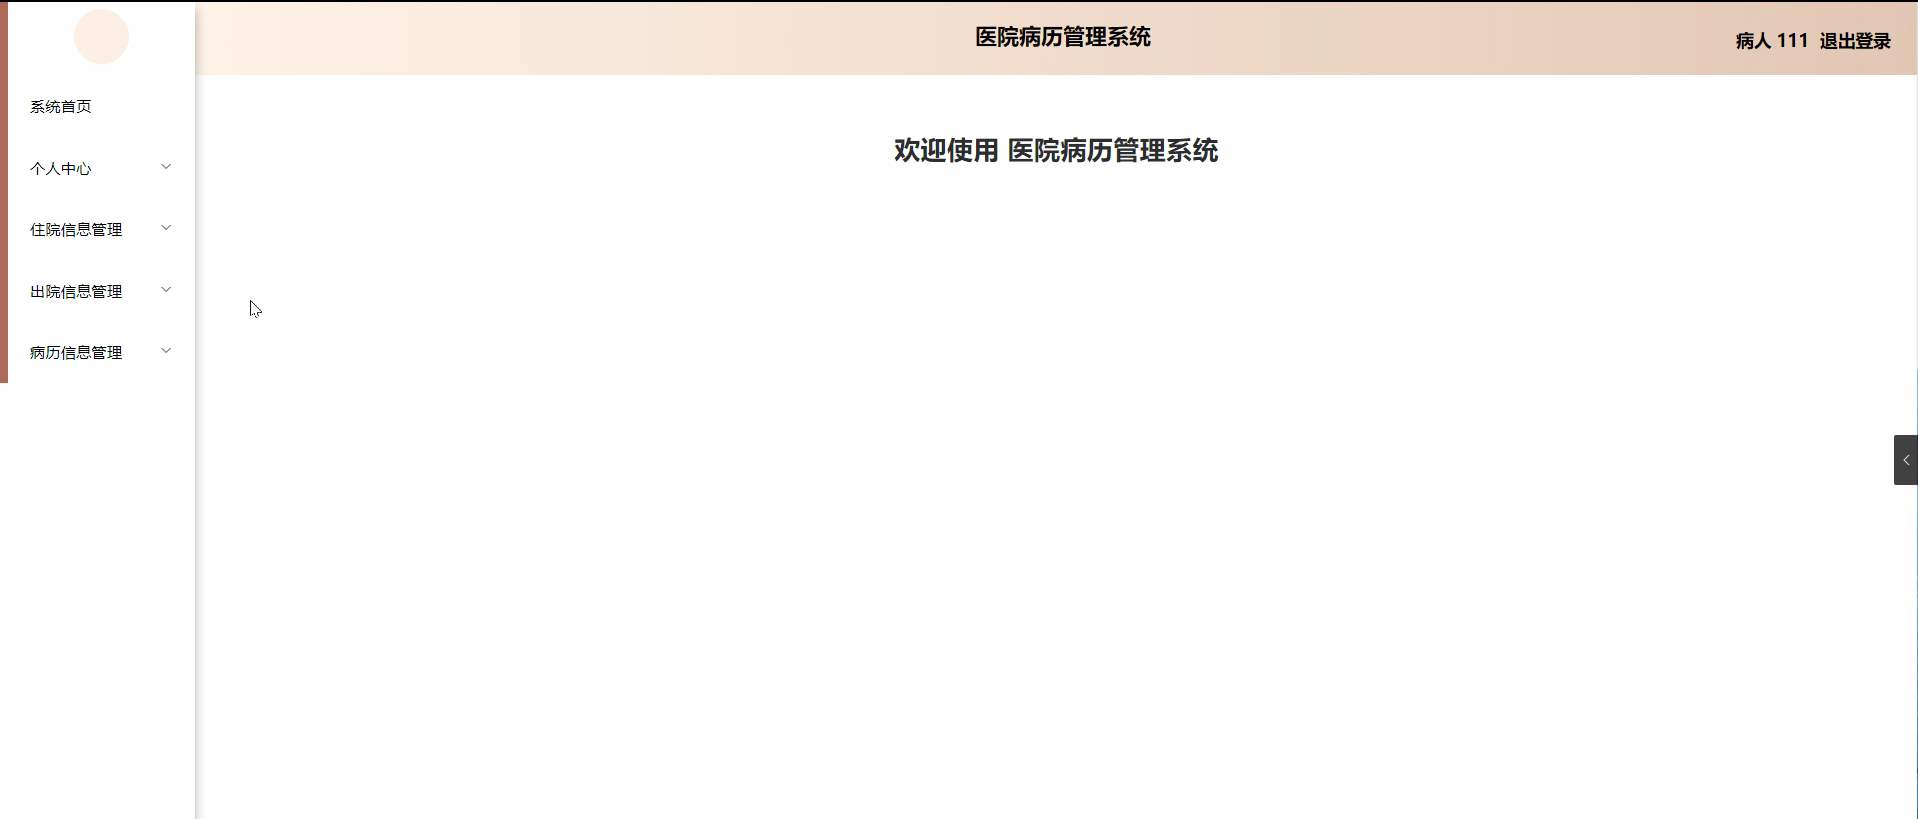 医院病历管理系统
病人 111 退出登录
系统首页
个人中心
住院信息管理
出院信息管理
病历信息管理
欢迎使用 医院病历管理系统